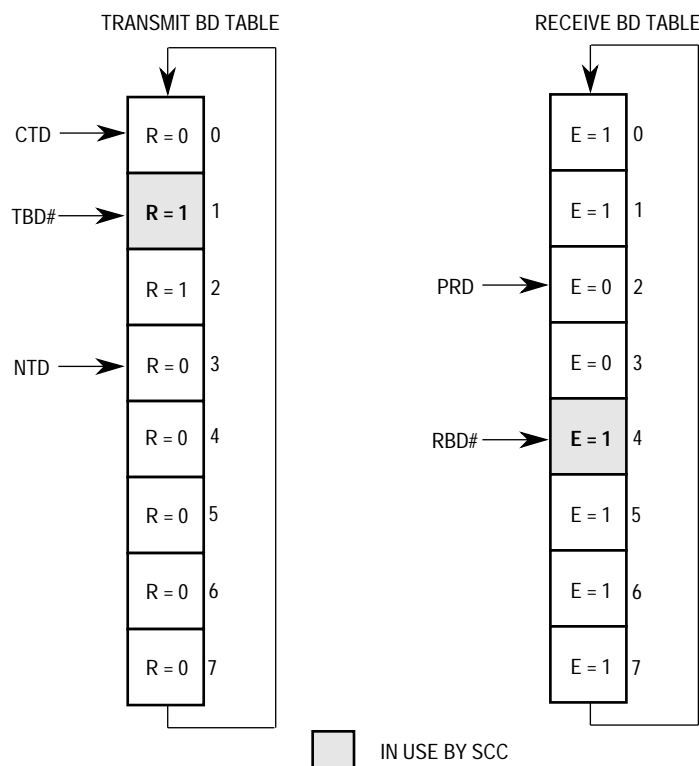 TRANSMIT BD TABLE
CTD
R = 0 0
TBD#
R = 1 1
R = 1 2
NTD
R = 0 3
R = 0 4
R = 0 5
R = 0 6
R = 0 7
RECEIVE BD TABLE
E = 1 0
E = 1 1
PRD
E = 0 2
E = 0 3
RBD#
E = 1 4
E = 1 5
E = 1 6
E = 1 7
IN USE BY SCC